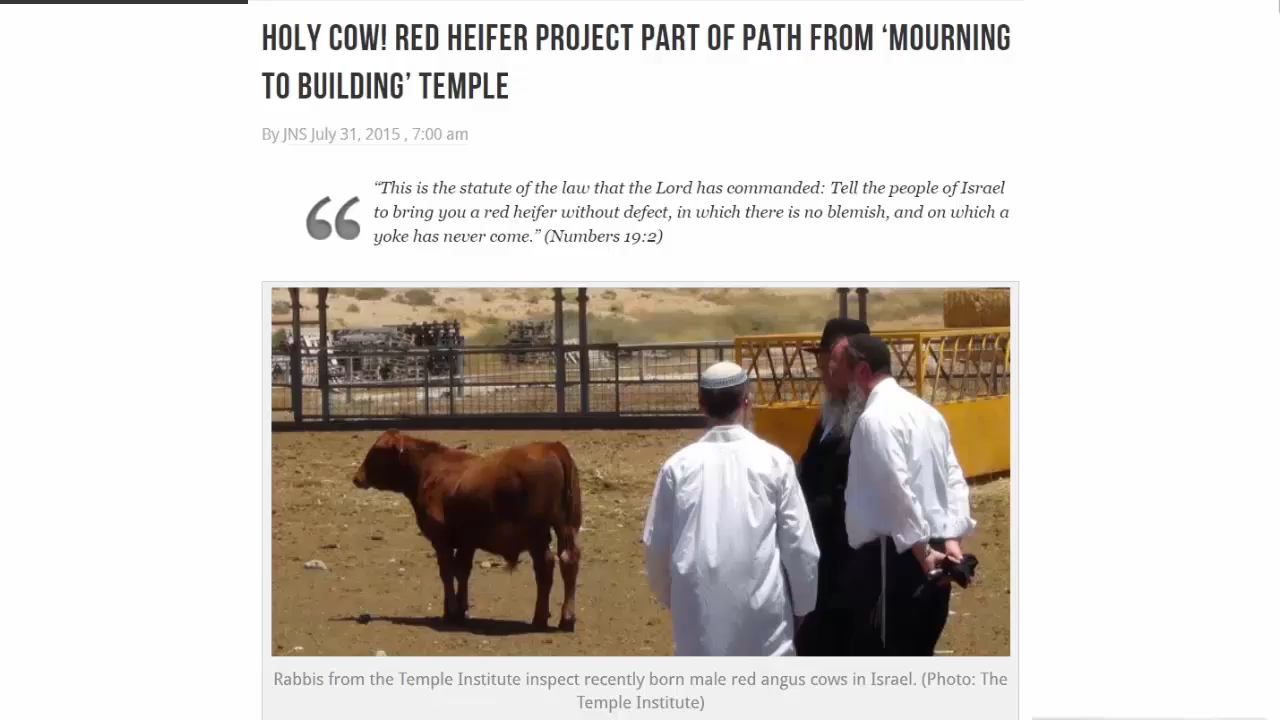 HOLY COW! RED HEIFER PROJECT PART OF PATH FROM ‘MOURNING
TO BUILDING’ TEMPLE
By JNS July 31, 2015 , 7:00 am
“This is the statute of the law that the Lord has commanded: Tell the people of Israel
to bring you a red heifer without defect, in which there is no blemish, and on which a
yoke has never come.” (Numbers 19:2)
Rabbis from the Temple Institute inspect recently born male red angus cows in Israel. (Photo: The
Temple Institute)